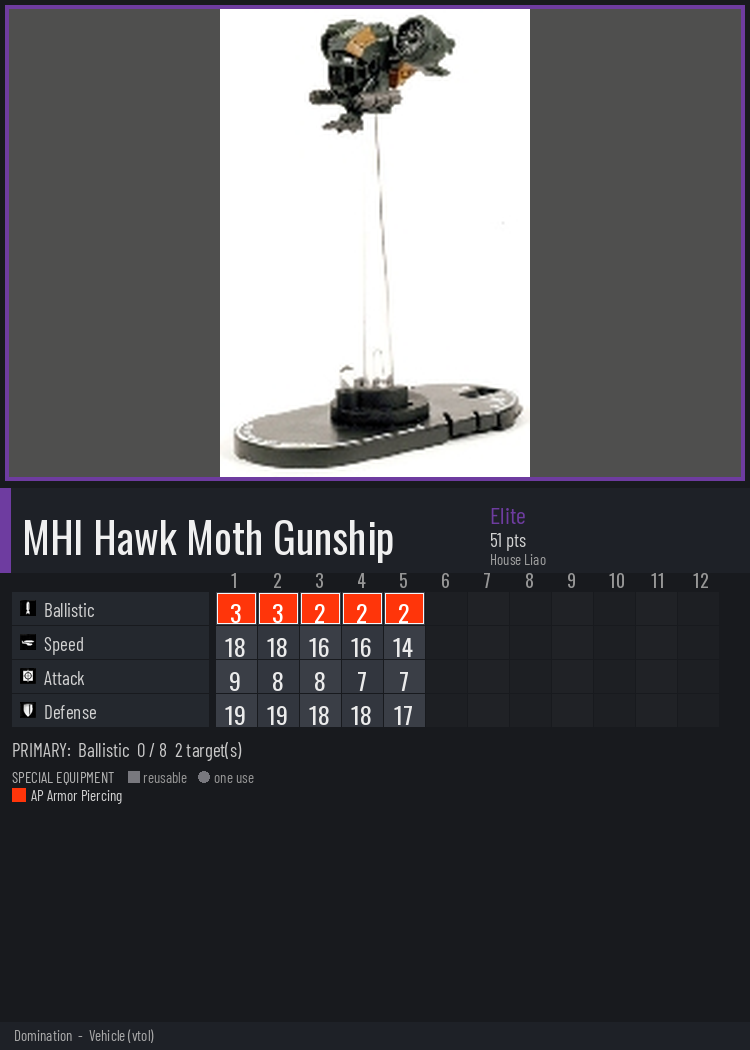 MHI Hawk Moth Gunship
Elite
51 pts
House Liao
1 2 3 4 5 6 7 8 9 10 11 12
Ballistic 3 3 2 2 2
Speed 18 18 16 16 14
Attack 9 8 8 7 7
Defense 19 19 18 18 17
PRIMARY: Ballistic 0 / 8 2 target(s)
SPECIAL EQUIPMENT reusable one use
AP Armor Piercing
Domination - Vehicle (vtol)